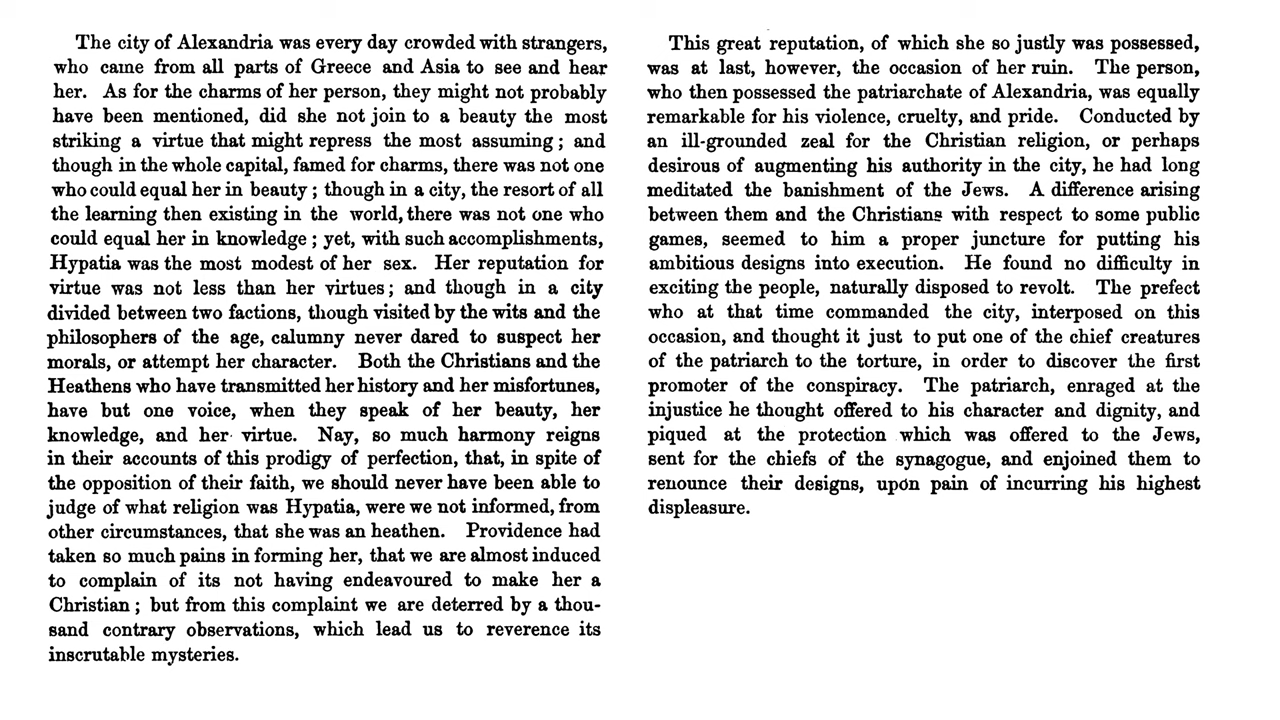 The city of Alexandria was every day crowded with strangers,
who came from all parts of Greece and Asia to see and hear
her. As for the charms of her person, they might not probably
have been mentioned, did she not join to a beauty the most
striking a virtue that might repress the most assuming; and
though in the whole capital, famed for charms, there was not one
who could equal her in beauty; though in a city, the resort of all
the learning then existing in the world, there was not one who
could equal her in knowledge; yet, with such accomplishments,
Hypatia was the most modest of her sex. Her reputation for
virtue was not less than her virtues; and though in a city
divided between two factions, though visited by the wits and the
philosophers of the age, calumny never dared to suspect her
morals, or attempt her character. Both the Christians and the
Heathens who have transmitted her history and her misfortunes,
have but one voice, when they speak of her beauty, her
knowledge, and her virtue. Nay, so much harmony reigns
in their accounts of this prodigy of perfection, that, in spite of
the opposition of their faith, we should never have been able to
judge of what religion was Hypatia, were we not informed, from
other circumstances, that she was an heathen. Providence had
taken so much pains in forming her, that we are almost induced
to complain of its not having endeavoured to make her a
Christian; but from this complaint we are deterred by a thou-
sand contrary observations, which lead us to reverence its
inscrutable mysteries.
This great reputation, of which she so justly was possessed,
was at last, however, the occasion of her ruin. The person,
who then possessed the patriarchate of Alexandria, was equally
remarkable for his violence, cruelty, and pride. Conducted by
an ill-grounded zeal for the Christian religion, or perhaps
desirous of augmenting his authority in the city, he had long
meditated the banishment of the Jews. A difference arising
between them and the Christians with respect to some public
games, seemed to him a proper juncture for putting his
ambitious designs into execution. He found no difficulty in
exciting the people, naturally disposed to revolt. The prefect
who at that time commanded the city, interposed on this
occasion, and thought it just to put one of the chief creatures
of the patriarch to the torture, in order to discover the first
promoter of the conspiracy. The patriarch, enraged at the
injustice he thought offered to his character and dignity, and
piqued at the protection which was offered to the Jews,
sent for the chiefs of the synagogue, and enjoined them to
renounce their designs, upon pain of incurring his highest
displeasure.